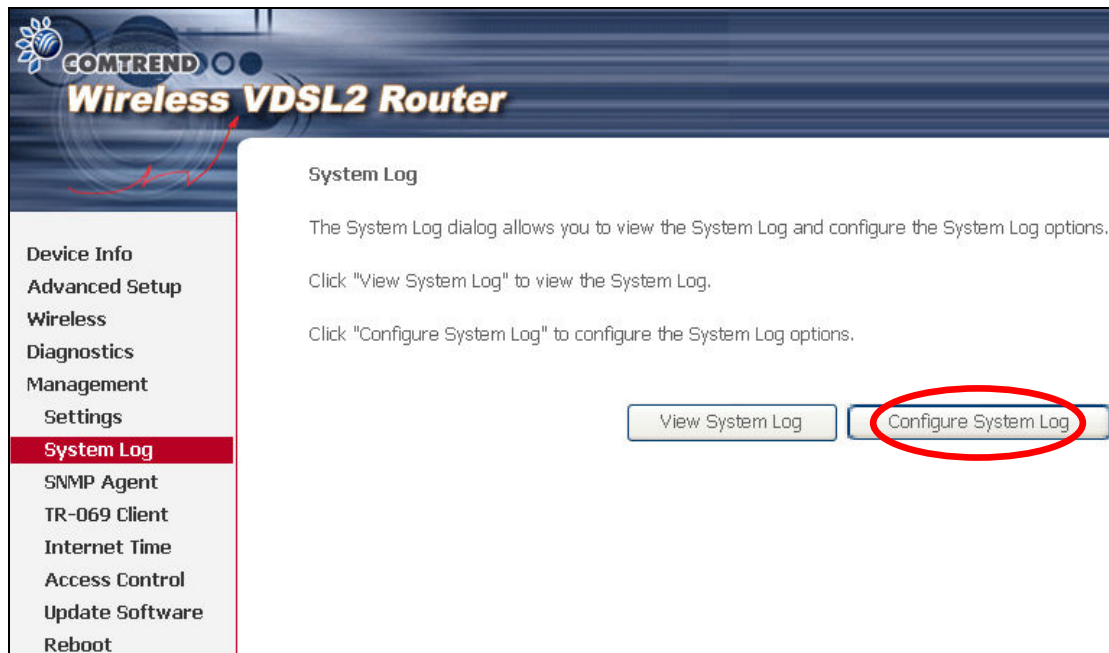 COMTREND
Wireless VDSL2 Router
Device Info
Advanced Setup
Wireless
Diagnostics
Management
Settings
System Log
SNMP Agent
TR-069 Client
Internet Time
Access Control
Update Software
Reboot
System Log
The System Log dialog allows you to view the System Log and configure the System Log options.
Click "View System Log" to view the System Log.
Click "Configure System Log" to configure the System Log options.
View System Log
Configure System Log